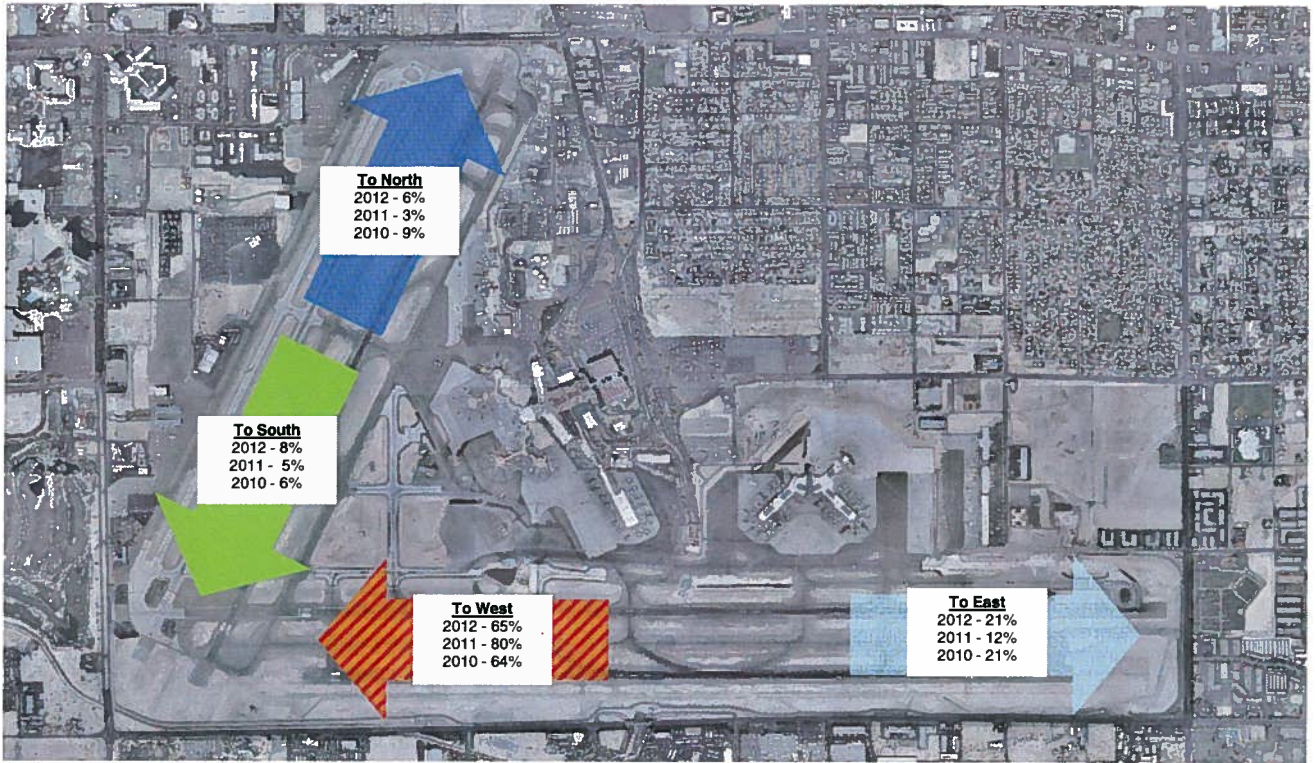 To North
2012 - 6%
2011 - 3%
2010 - 9%
To South
2012 - 8%
2011 - 5%
2010 - 6%
To West
2012 - 65%
2011 - 80%
2010 - 64%
To East
2012 - 21%
2011 - 12%
2010 - 21%